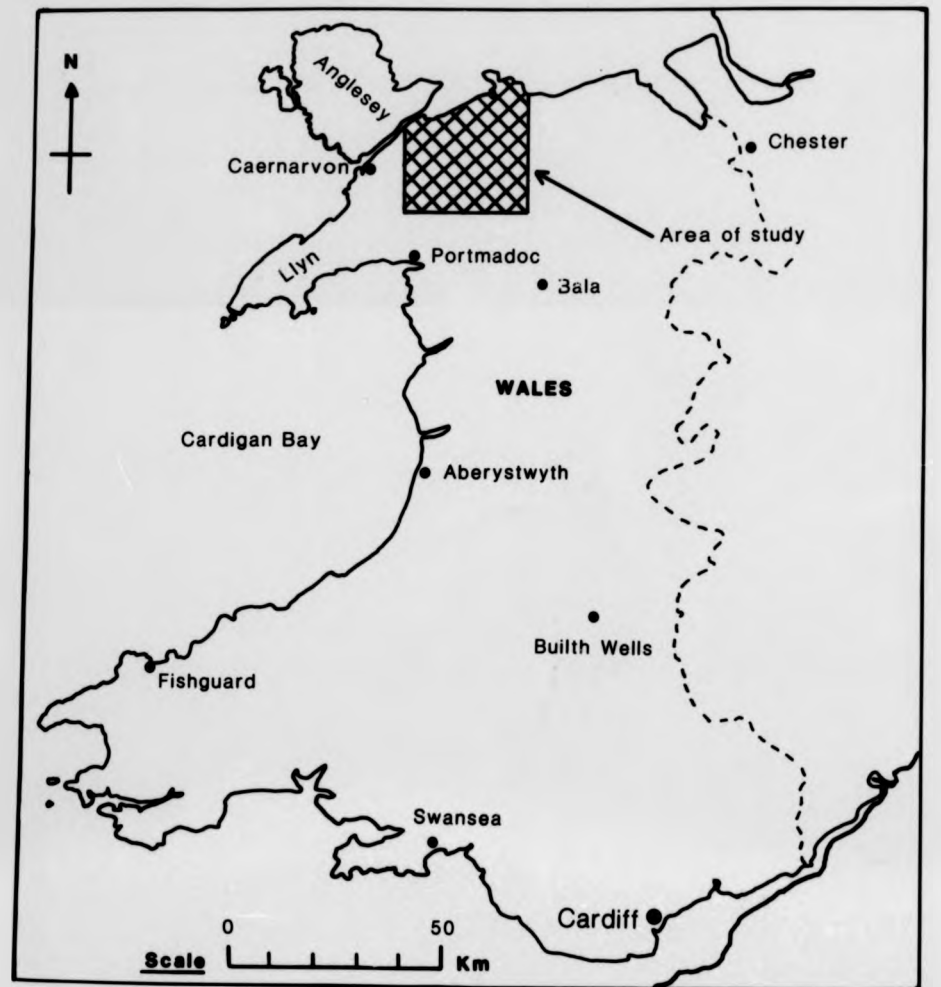 N
Anglesey
Chester
Caernarvon
Area of study
Llyn
Portmadoc
Bala
WALES
Cardigan Bay
Aberystwyth
Builth Wells
Fishguard
Swansea
Cardiff
0 50
Scale Km